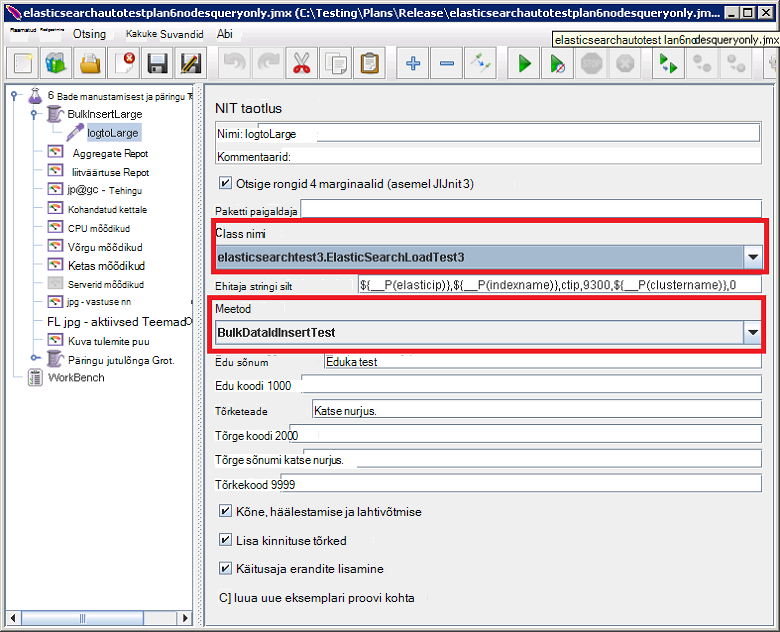 elasticsearchautotestplan6nodesqueryonly.jmx (C:\Testing\Plans\Release\elasticsearchautotestplan6nodesqueryonly.jm...
Otsing Kakuke Suvandid Abi
elasticsearchautotest lan6nodesqueryonly.jmx
6 Bade manustamisest ja päringu
BulkInsertLarge
logtoLarge
Aggregate Repot
liitväärtuse Repot
jp@gc - Tehingu
Kohandatud kettale
CPU mõõdikud
Võrgu mõõdikud
Ketas mõõdikud
Serverid mõõdikud
jpg - vastuse nn
FL jpg - aktiivsed Teemad
Kuva tulemite puu
Päringu jutulõnga Grot.
WorkBench
NIT taotlus
Nimi: logtoLarge
Kommentaarid:
Otsige rongid 4 marginaalid (asemel JlJnit 3)
Paketti paigaldaja
Class nimi
elasticsearchtest3.ElasticSearchLoadTest3
Ehitaja stringi silt ${__P(elasticip)},${__P(indexname)},ctip,9300,${__P(clustername)},0
Meetod
BulkDataIdInsertTest
Edu sõnum Eduka test
Edu koodi 1000
Tõrketeade Katse nurjus.
Tõrge koodi 2000
Tõrge sõnumi katse nurjus.
Tõrkekood 9999
Kõne, häälestamise ja lahtivõtmise
Lisa kinnituse tõrked
Käitusaja erandite lisamine
C] luua uue eksemplari proovi kohta